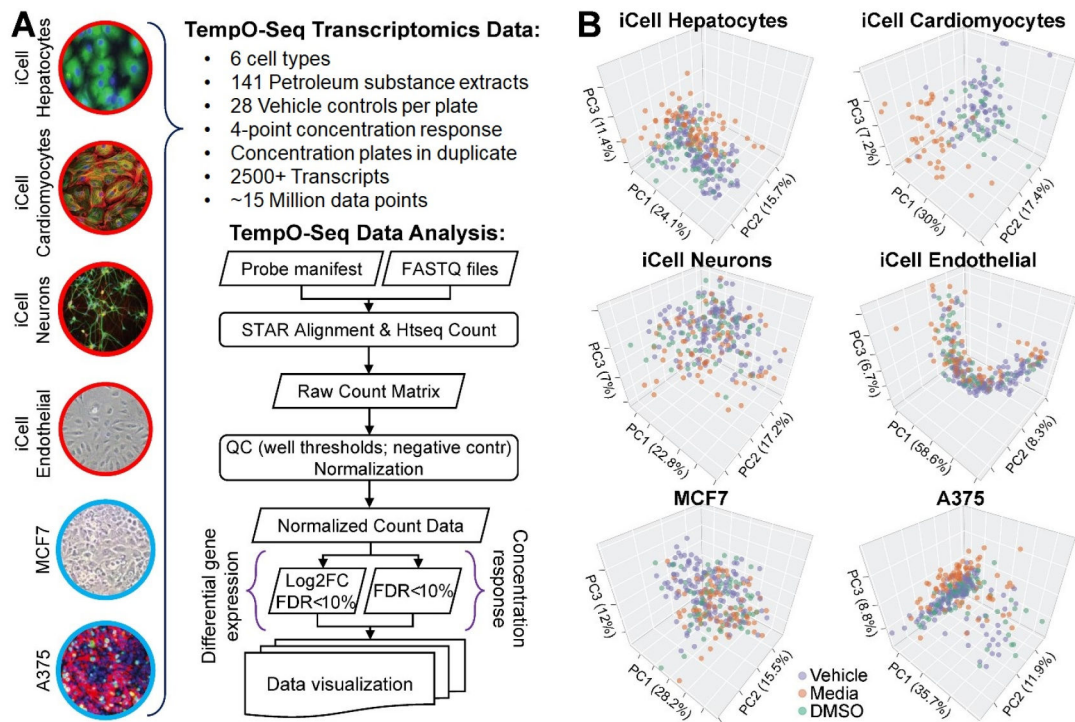 A
iCell
Hepatocytes
iCell
Cardiomyocytes
iCell
Neurons
iCell
Endothelial
MCF7
A375
TempO-Seq Transcriptomics Data:
• 6 cell types
• 141 Petroleum substance extracts
• 28 Vehicle controls per plate
• 4-point concentration response
• Concentration plates in duplicate
• 2500+ Transcripts
• ~15 Million data points
TempO-Seq Data Analysis:
Probe manifest
FASTQ files
STAR Alignment & Htseq Count
Raw Count Matrix
QC (well thresholds; negative contr)
Normalization
Normalized Count Data
Differential gene
expression
Log2FC
FDR<10%
FDR<10%
Concentration
response
Data visualization
B
iCell Hepatocytes
PC3 (11.4%)
PC1 (24.1%)
PC2 (15.7%)
iCell Cardiomyocytes
PC3 (7.2%)
PC1 (30%)
PC2 (17.4%)
iCell Neurons
PC3 (7%)
PC1 (22.8%)
PC2 (17.2%)
iCell Endothelial
PC3 (6.7%)
PC1 (58.6%)
PC2 (8.3%)
MCF7
PC3 (12%)
PC1 (28.2%)
PC2 (15.5%)
A375
PC3 (8.8%)
PC1 (35.7%)
PC2 (11.9%)
Vehicle
Media
DMSO